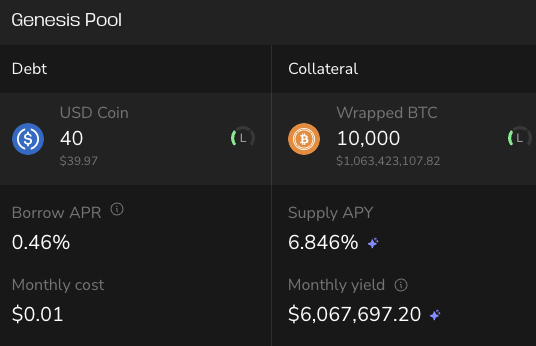 Genesis Pool
Debt
Collateral
USD Coin
40
$39.97
L
Wrapped BTC
10,000
$1,063,423,107.82
L
Borrow APR
0.46%
Supply APY
6.846%
Monthly cost
$0.01
Monthly yield
$6,067,697.20